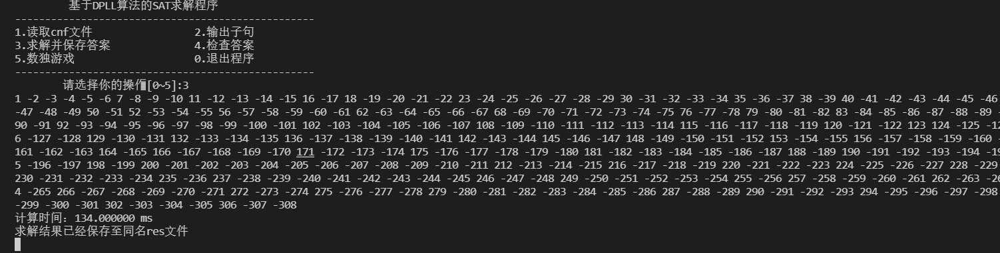 基于DPLL算法的SAT求解程序
--------------------------------------------------
1.读取cnf文件 2.输出子句
3.求解并保存答案 4.检查答案
5.数独游戏 0.退出程序
--------------------------------------------------
请选择你的操作[0~5]:3
1 -2 -3 -4 -5 -6 7 -8 -9 -10 11 -12 -13 -14 -15 16 -17 18 -19 -20 -21 -22 23 -24 -25 -26 -27 -28 -29 30 -31 -32 -33 -34 35 -36 -37 38 -39 40 -41 -42 -43 -44 -45 -46
-47 -48 -49 50 -51 52 -53 -54 -55 56 -57 -58 -59 -60 -61 62 -63 -64 -65 -66 -67 68 -69 -70 -71 -72 -73 -74 -75 76 -77 -78 79 -80 -81 -82 83 -84 -85 -86 -87 -88 -89 -
90 -91 92 -93 -94 -95 -96 -97 -98 -99 -100 -101 102 -103 -104 -105 -106 -107 108 -109 -110 -111 -112 -113 -114 115 -116 -117 -118 -119 120 -121 -122 123 124 -125 -12
6 -127 -128 129 -130 -131 132 -133 -134 -135 136 -137 -138 -139 -140 -141 142 -143 -144 145 -146 -147 148 -149 -150 -151 -152 153 -154 -155 156 -157 -158 -159 -160 -
161 -162 -163 164 -165 166 -167 -168 -169 -170 171 -172 -173 -174 175 -176 -177 -178 -179 -180 181 -182 -183 -184 -185 -186 -187 188 -189 190 -191 -192 -193 -194 -19
5 -196 -197 198 -199 200 -201 -202 -203 -204 -205 -206 -207 -208 -209 -210 -211 212 -213 -214 -215 216 -217 -218 -219 220 -221 -222 -223 224 -225 -226 -227 228 -229
230 -231 -232 -233 -234 235 -236 237 -238 -239 -240 -241 -242 -243 -244 -245 246 -247 -248 249 -250 -251 -252 -253 -254 255 -256 -257 -258 -259 -260 -261 262 -263 -26
4 -265 266 -267 -268 -269 -270 -271 272 -273 -274 275 -276 -277 -278 279 -280 -281 -282 -283 -284 -285 -286 287 -288 -289 290 -291 -292 -293 294 -295 -296 -297 -298
-299 -300 -301 302 -303 -304 -305 306 -307 -308
计算时间：134.000000 ms
求解结果已经保存至同名res文件